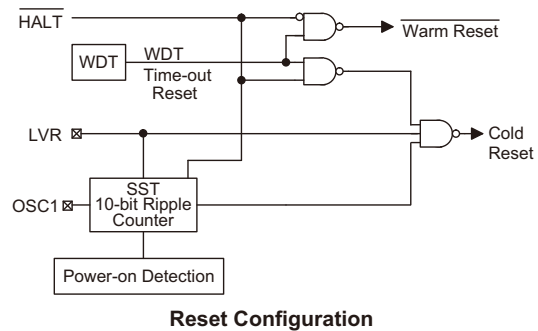 HALT
Warm Reset
WDT
WDT
Time-out
Reset
LVR
Cold
Reset
SST
10-bit Ripple
Counter
OSC1
Power-on Detection
Reset Configuration